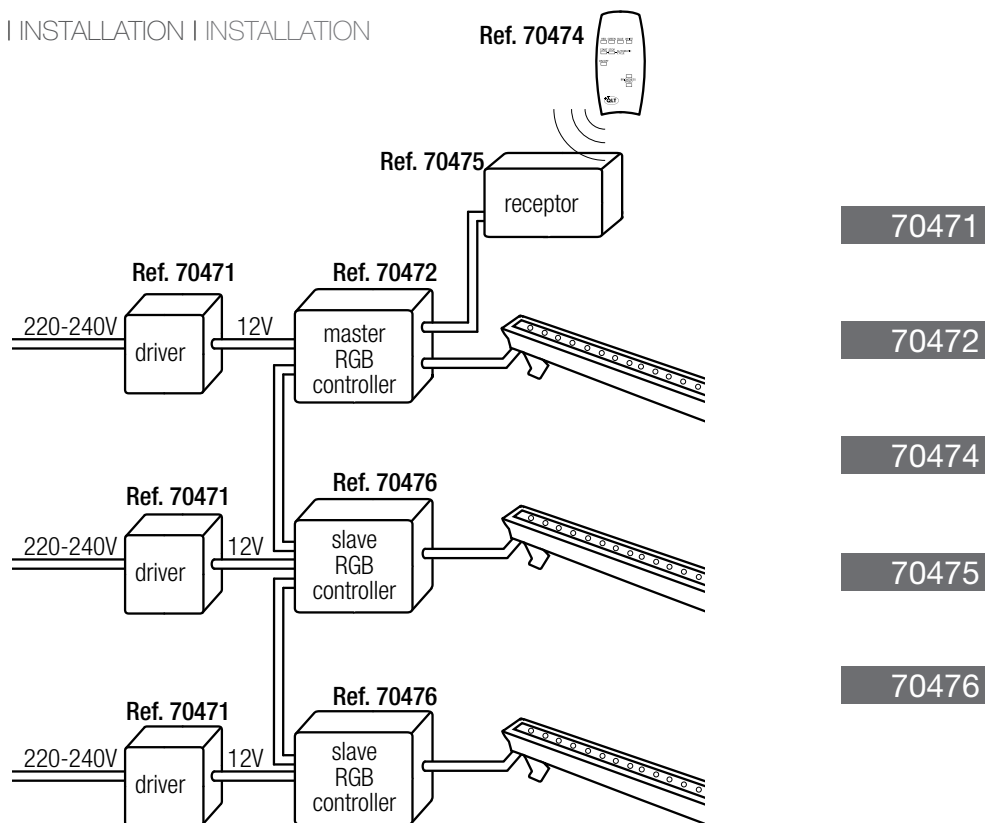 I INSTALLATION I INSTALLATION
Ref. 70474
Ref. 70475
receptor
Ref. 70471
Ref. 70472
220-240V
driver
12V
master
RGB
controller
Ref. 70471
Ref. 70476
220-240V
driver
12V
slave
RGB
controller
Ref. 70471
Ref. 70476
220-240V
driver
12V
slave
RGB
controller
70471
70472
70474
70475
70476